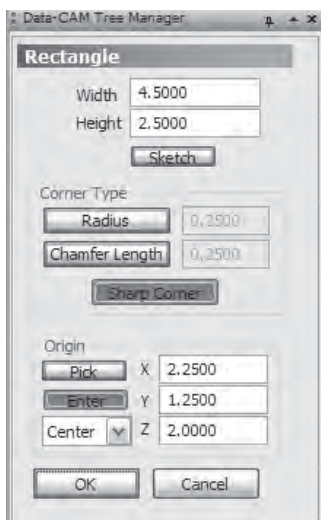 Data-CAM Tree Manager
Rectangle
Width 4.5000
Height 2.5000
Sketch
Corner Type
Radius 0.2500
Chamfer Length 0.2500
Sharp Corner
Origin
Pick X 2.2500
Enter Y 1.2500
Center Z 2.0000
OK Cancel